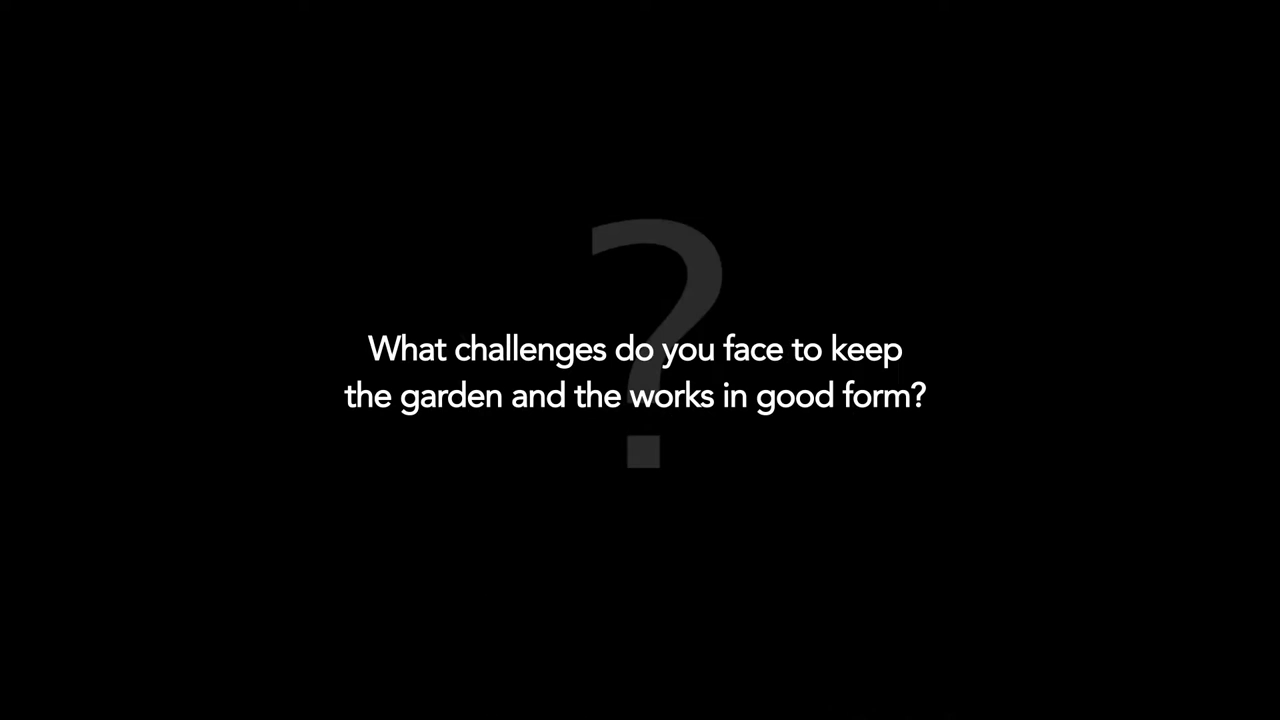 What challenges do you face to keep
the garden and the works in good form?
?